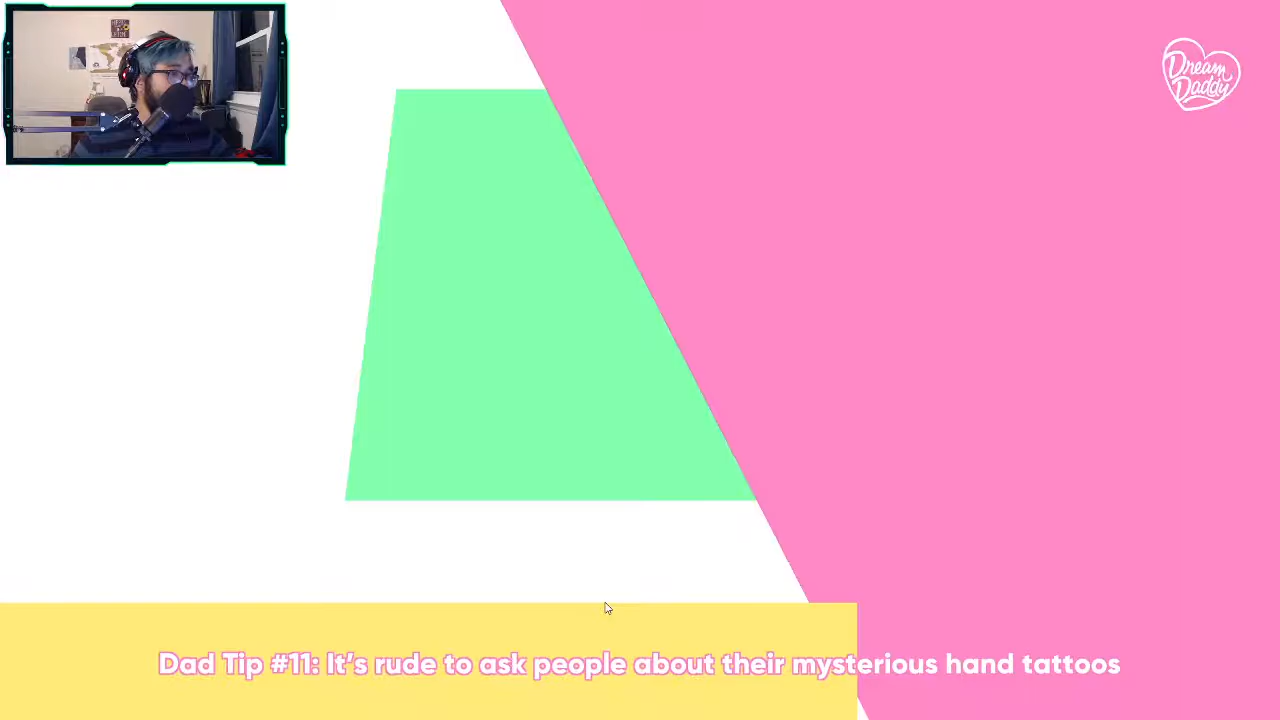 Dream
Daddy
Dad Tip #11: It's rude to ask people about their mysterious hand tattoos